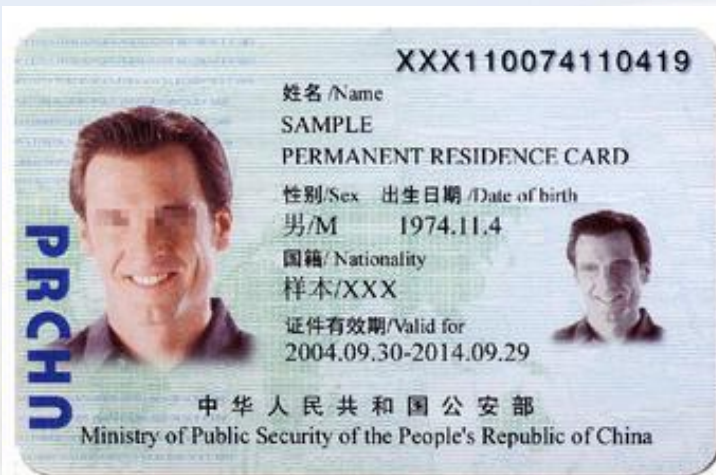 XXX110074110419
姓名/Name
SAMPLE
PERMANENT RESIDENCE CARD
性别/Sex 出生日期/Date of birth
男/M 1974.11.4
国籍/Nationality
样本/XXX
证件有效期/Valid for
2004.09.30-2014.09.29
中华人民共和国公安部
Ministry of Public Security of the People's Republic of China
PRCHN